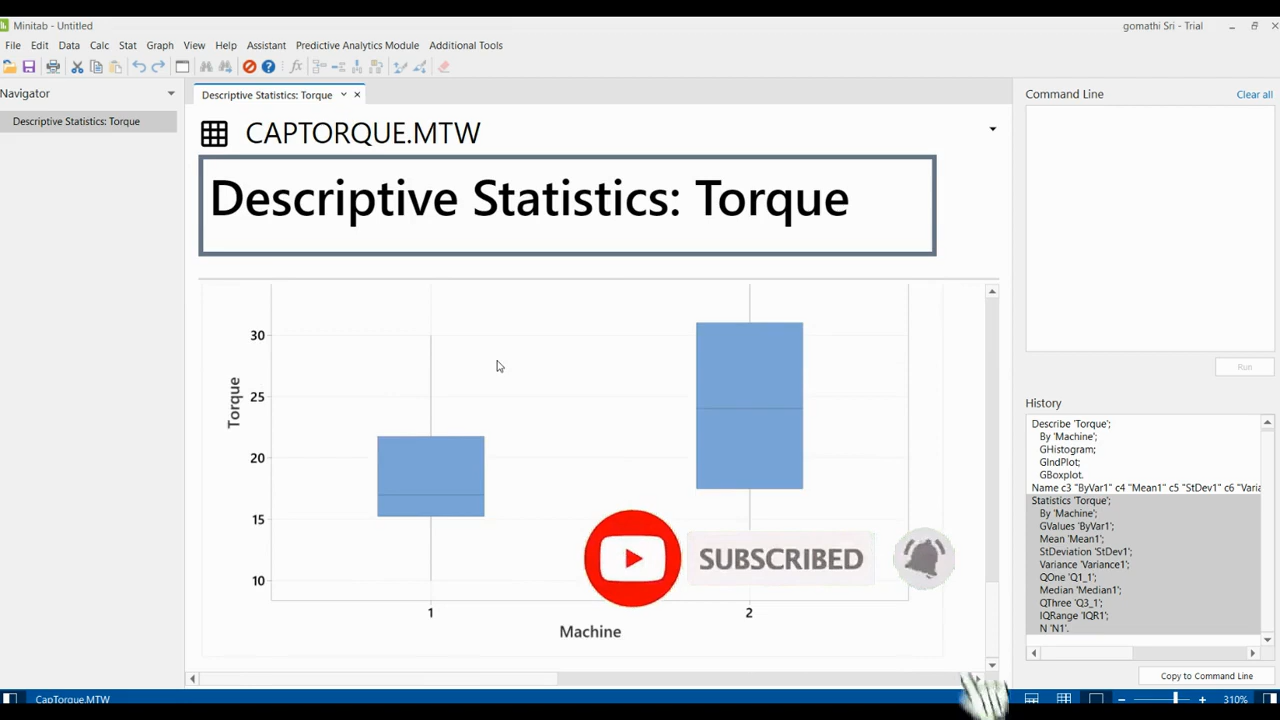 Minitab - Untitled
gomathi Sri - Trial
File Edit Data Calc Stat Graph View Help Assistant Predictive Analytics Module Additional Tools
Navigator
Descriptive Statistics: Torque
Descriptive Statistics: Torque
CAPTORQUE.MTW
Descriptive Statistics: Torque
30
25
20
15
10
Torque
1 2
Machine
SUBSCRIBED
Command Line
Clear all
Run
History
Describe 'Torque';
By 'Machine';
GHistogram;
GIndPlot;
GBoxplot.
Name c3 "ByVar1" c4 "Mean1" c5 "StDev1" c6 "Varia
Statistics 'Torque';
By 'Machine';
GValues 'ByVar1';
Mean 'Mean1';
StDeviation 'StDev1';
Variance 'Variance1';
QOne 'Q1_1';
Median 'Median1';
QThree 'Q3_1';
IQRange 'IQR1';
N 'N1'.
Copy to Command Line
CapTorque.MTW
310%